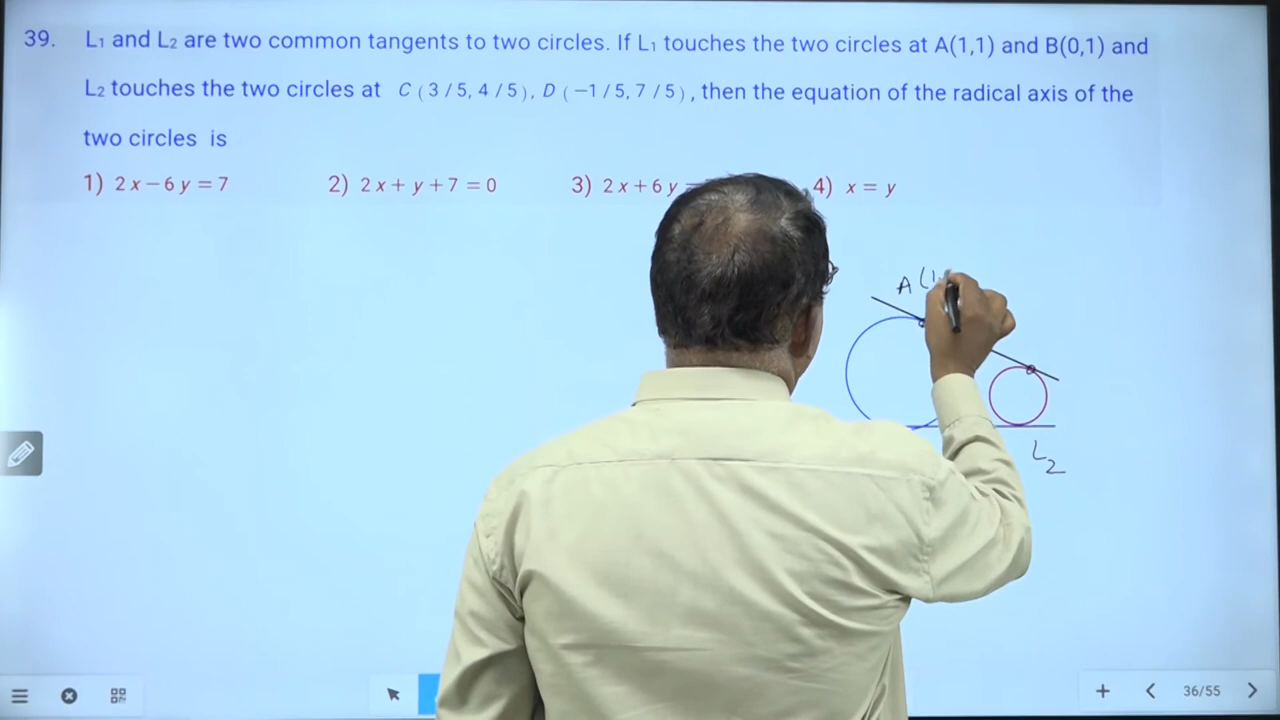 39. L₁ and L₂ are two common tangents to two circles. If L₁ touches the two circles at A(1,1) and B(0,1) and
L₂ touches the two circles at C (3/5, 4/5), D (−1/5, 7/5), then the equation of the radical axis of the
two circles is
1) 2x−6y=7 2) 2x+y+7=0 3) 2x+6y 4) x=y
A(1
L₂
36/55